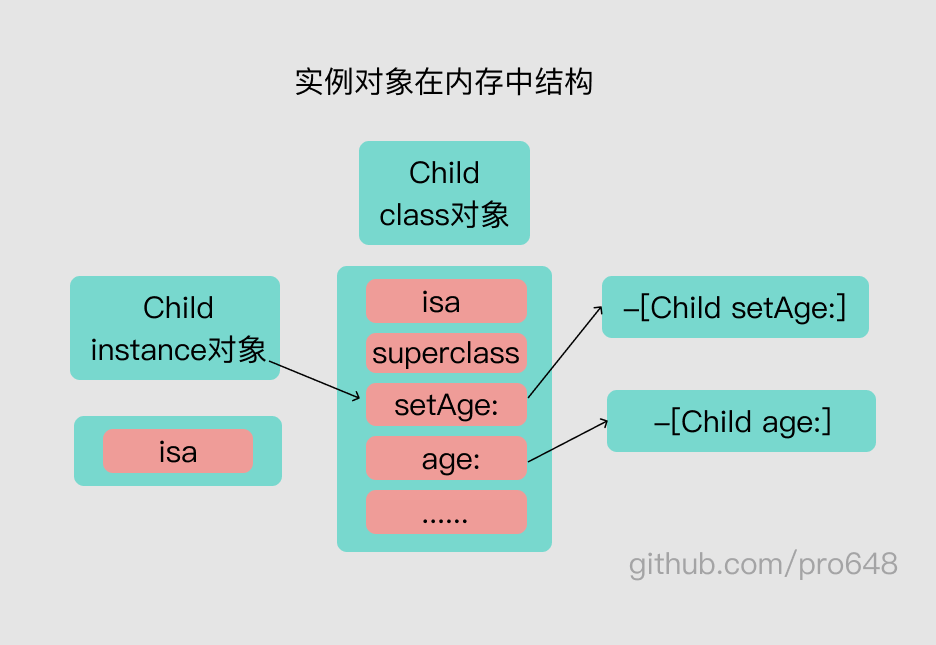 实例对象在内存中结构
Child
class对象
Child
instance对象
isa
isa
superclass
setAge:
age:
......
–[Child setAge:]
–[Child age:]
github.com/pro648